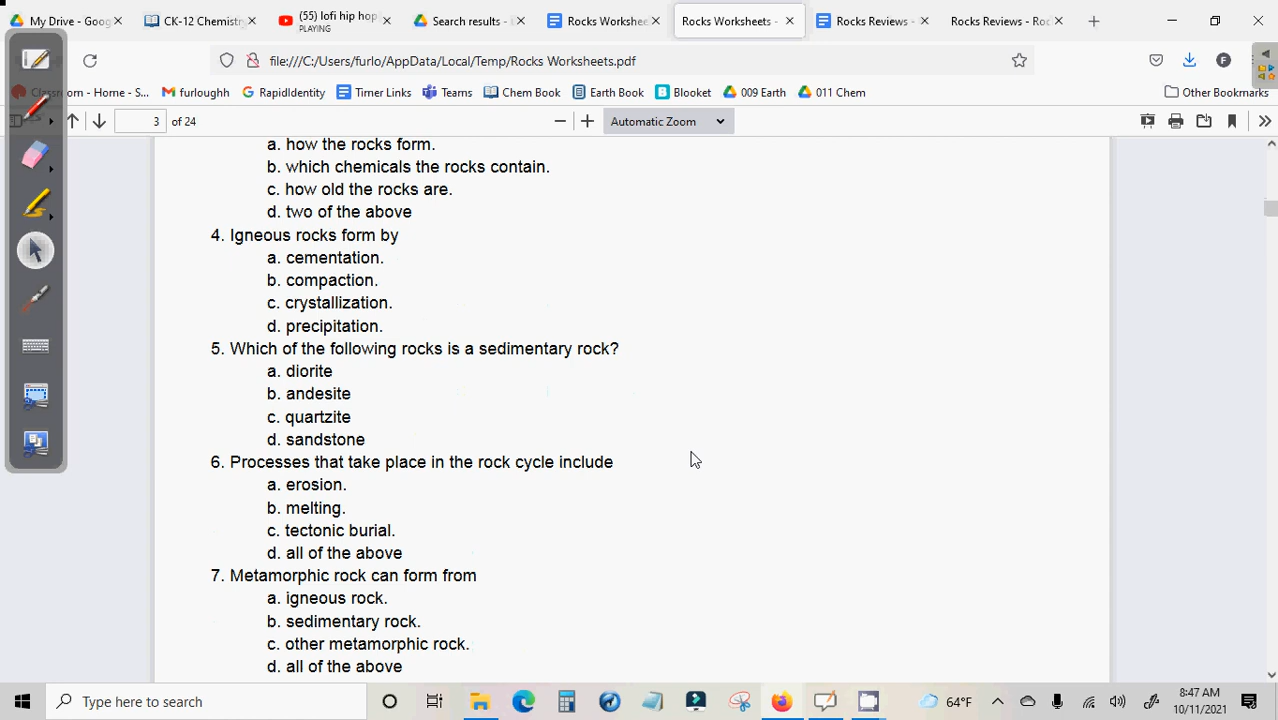 My Drive - Goog
CK-12 Chemistry
(55) lofi hip hop
PLAYING
Search results -
Rocks Workshee
Rocks Worksheets -
Rocks Reviews -
Rocks Reviews - Roc
file:///C:/Users/furlo/AppData/Local/Temp/Rocks Worksheets.pdf
Classroom - Home - S...
furloughh
RapidIdentity
Timer Links
Teams
Chem Book
Earth Book
Blooket
009 Earth
011 Chem
Other Bookmarks
3 of 24
Automatic Zoom
a. how the rocks form.
b. which chemicals the rocks contain.
c. how old the rocks are.
d. two of the above
4. Igneous rocks form by
a. cementation.
b. compaction.
c. crystallization.
d. precipitation.
5. Which of the following rocks is a sedimentary rock?
a. diorite
b. andesite
c. quartzite
d. sandstone
6. Processes that take place in the rock cycle include
a. erosion.
b. melting.
c. tectonic burial.
d. all of the above
7. Metamorphic rock can form from
a. igneous rock.
b. sedimentary rock.
c. other metamorphic rock.
d. all of the above
Type here to search
64°F
8:47 AM
10/11/2021